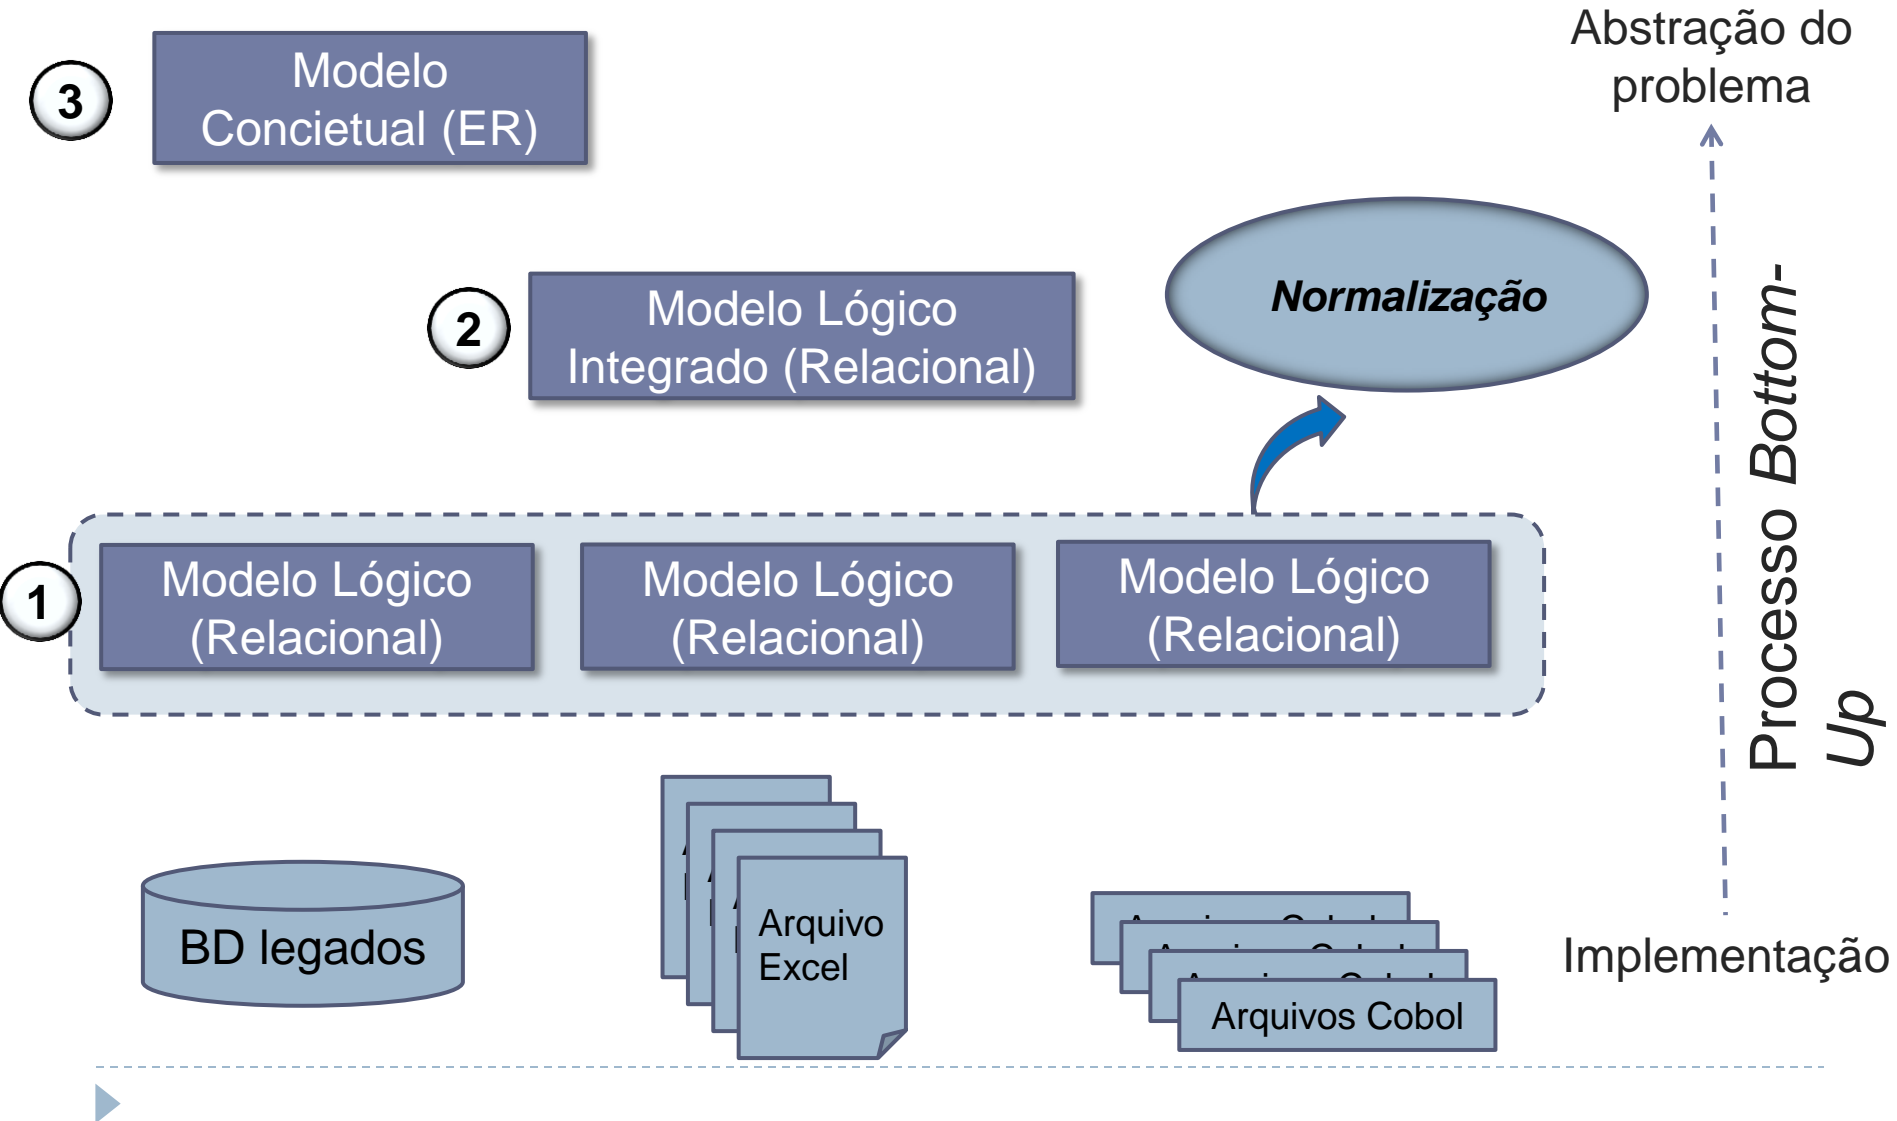 Abstração do
problema
3
Modelo
Concietual (ER)
2
Modelo Lógico
Integrado (Relacional)
Normalização
Processo Bottom-
Up
1
Modelo Lógico
(Relacional)
Modelo Lógico
(Relacional)
Modelo Lógico
(Relacional)
BD legados
Arquivo
Excel
Arquivos Cobol
Implementação